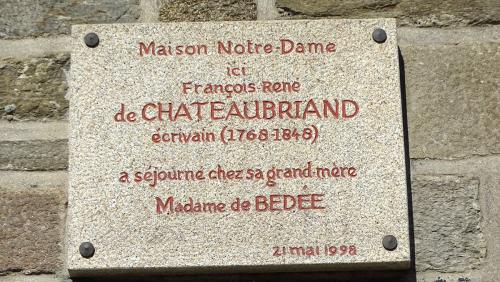 Maison Notre-Dame
ici
François-René
de CHATEAUBRIAND
écrivain (1768-1848)
a séjourné chez sa grand-mère
Madame de BEDÉE
21 mai 1998